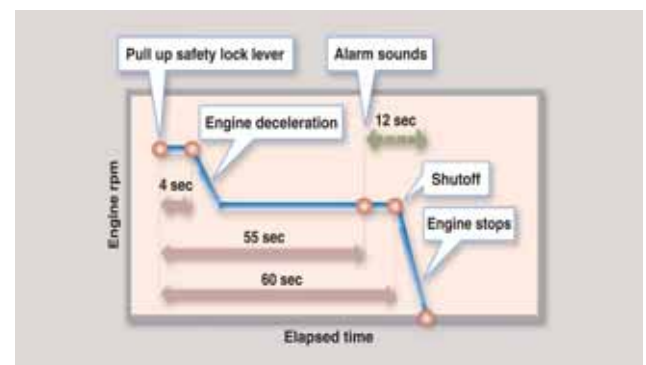 Pull up safety lock lever
Alarm sounds
Engine deceleration
12 sec
4 sec
Shutoff
Engine stops
55 sec
60 sec
Engine rpm
Elapsed time